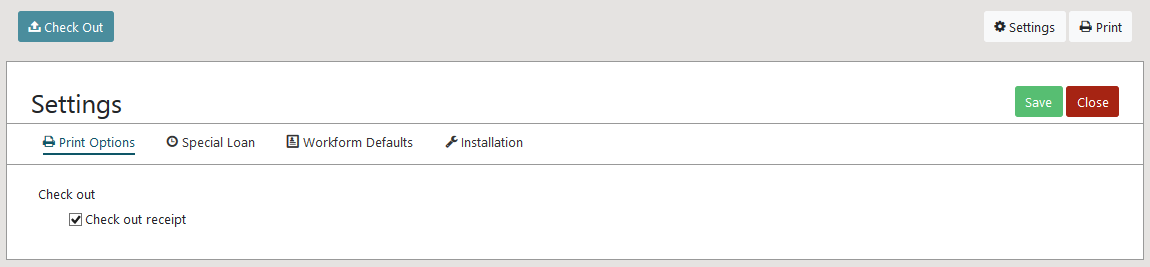 Check Out
Settings
Print
Settings
Save
Close
Print Options
Special Loan
Workform Defaults
Installation
Check out
Check out receipt